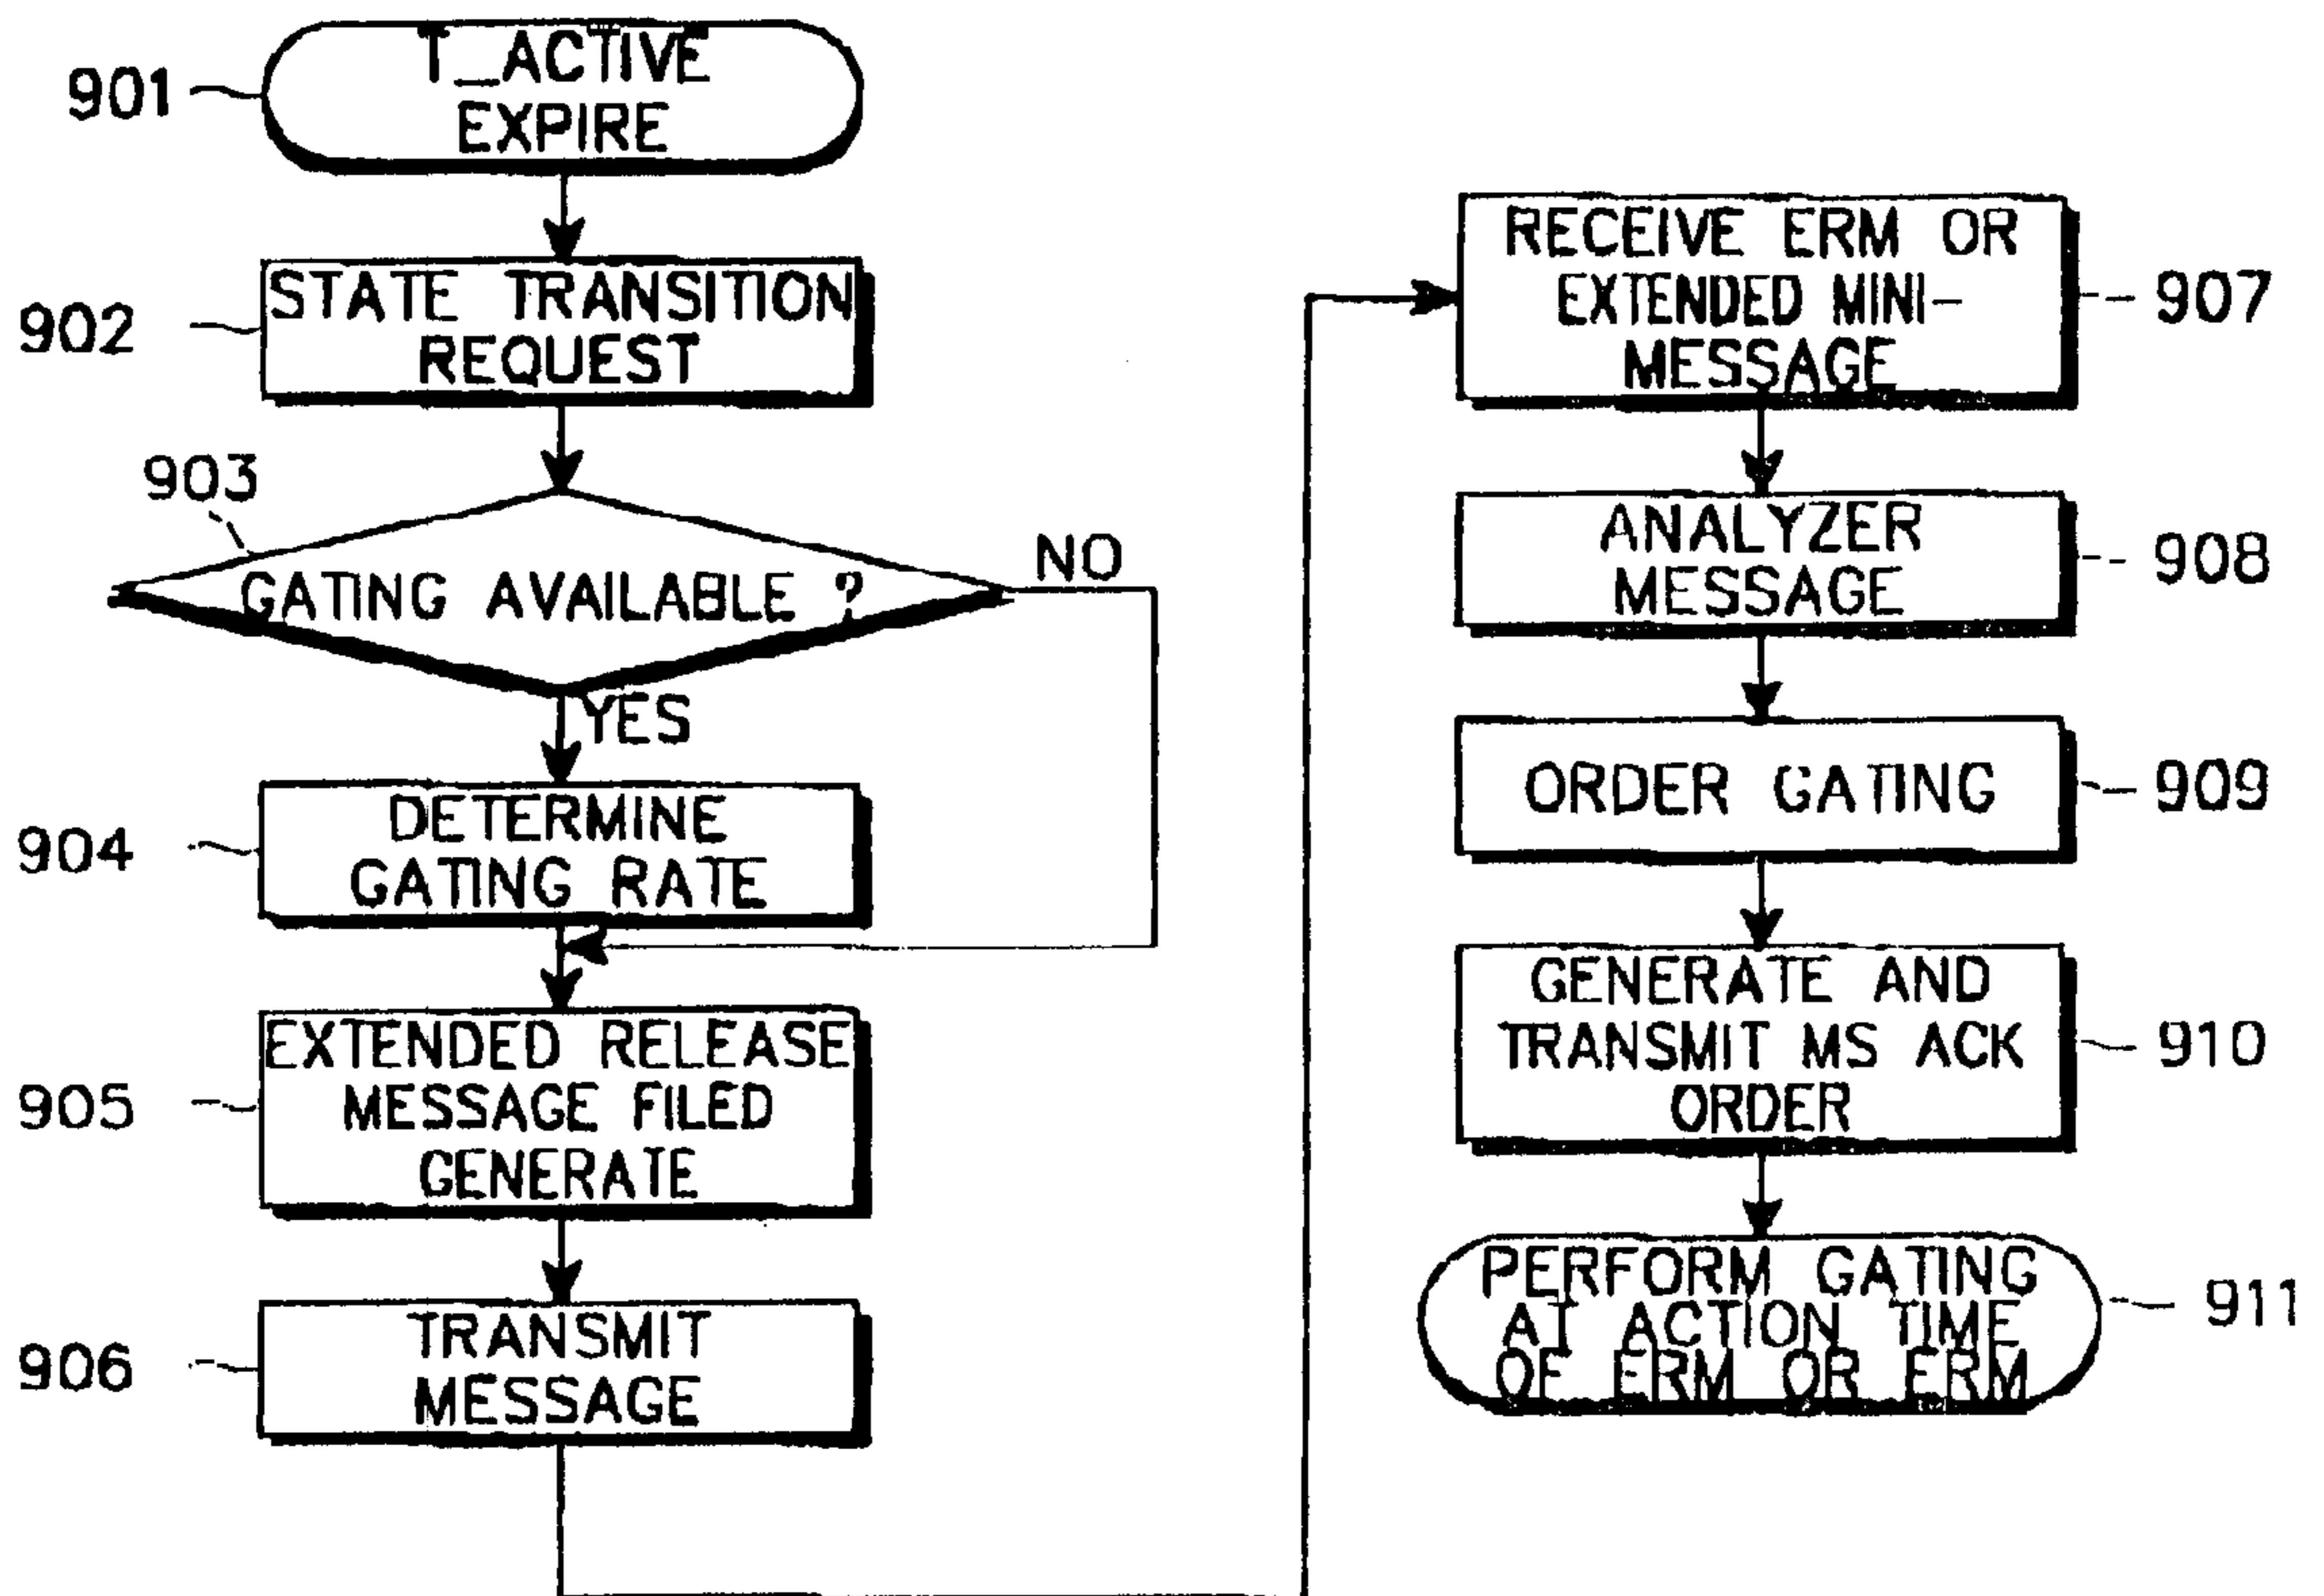 901
T_ACTIVE
EXPIRE
902
STATE TRANSITION
REQUEST
903
GATING AVAILABLE ?
NO
YES
904
DETERMINE
GATING RATE
905
EXTENDED RELEASE
MESSAGE FILED
GENERATE
906
TRANSMIT
MESSAGE
RECEIVE ERM OR
EXTENDED MINI-
MESSAGE
907
ANALYZER
MESSAGE
908
ORDER GATING
909
GENERATE AND
TRANSMIT MS ACK
ORDER
910
PERFORM GATING
AT ACTION TIME
OF ERM OR ERM
911